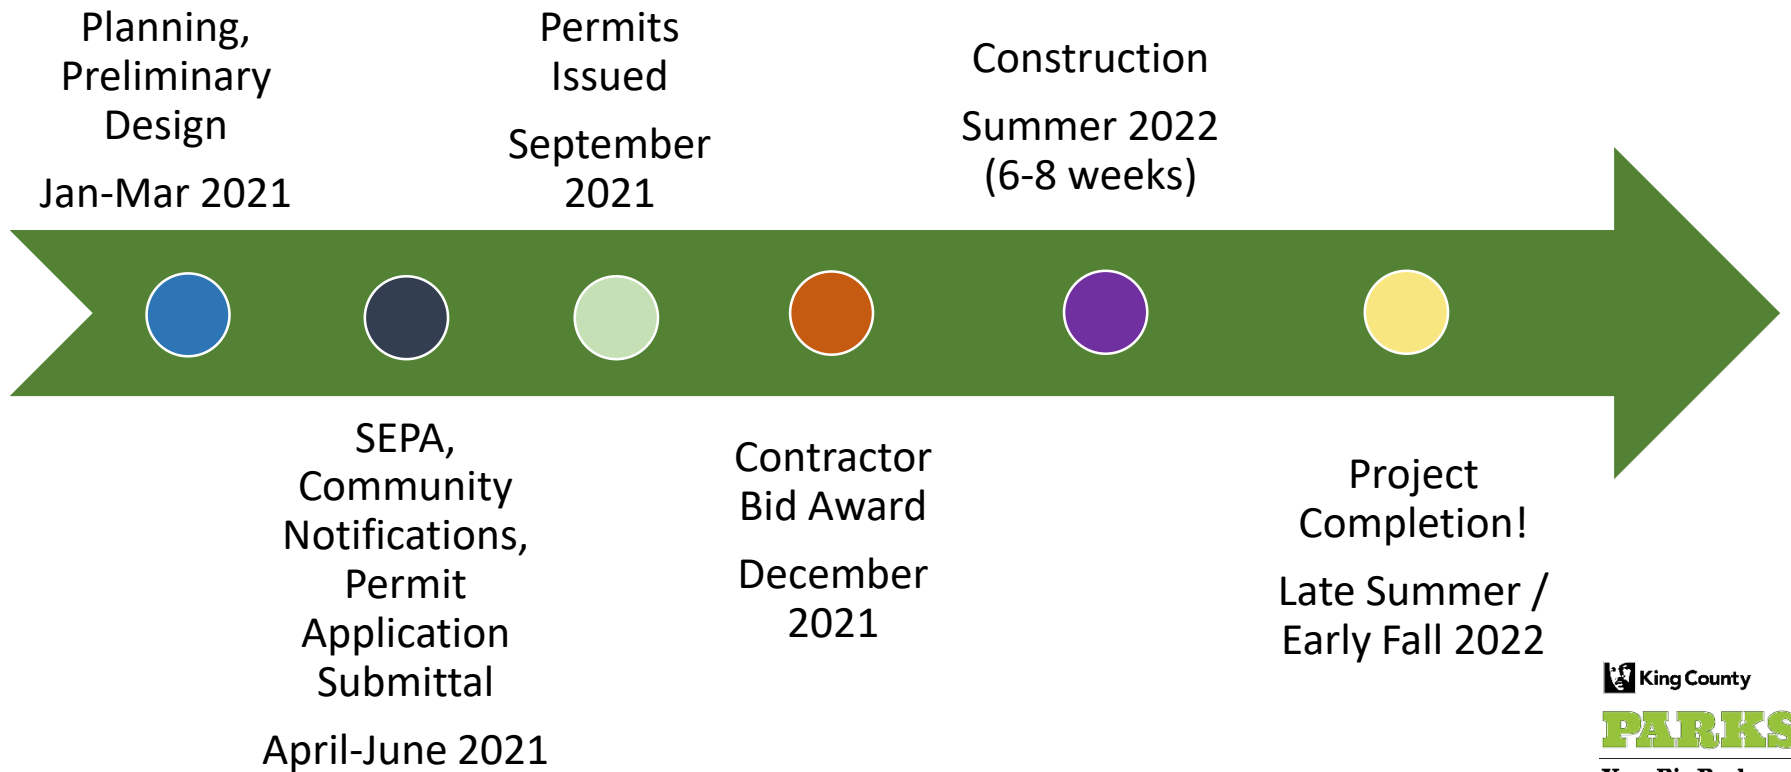 Planning,
Preliminary
Design
Jan-Mar 2021
SEPA,
Community
Notifications,
Permit
Application
Submittal
April-June 2021
Permits
Issued
September
2021
Contractor
Bid Award
December
2021
Construction
Summer 2022
(6-8 weeks)
Project
Completion!
Late Summer /
Early Fall 2022
King County
PARKS